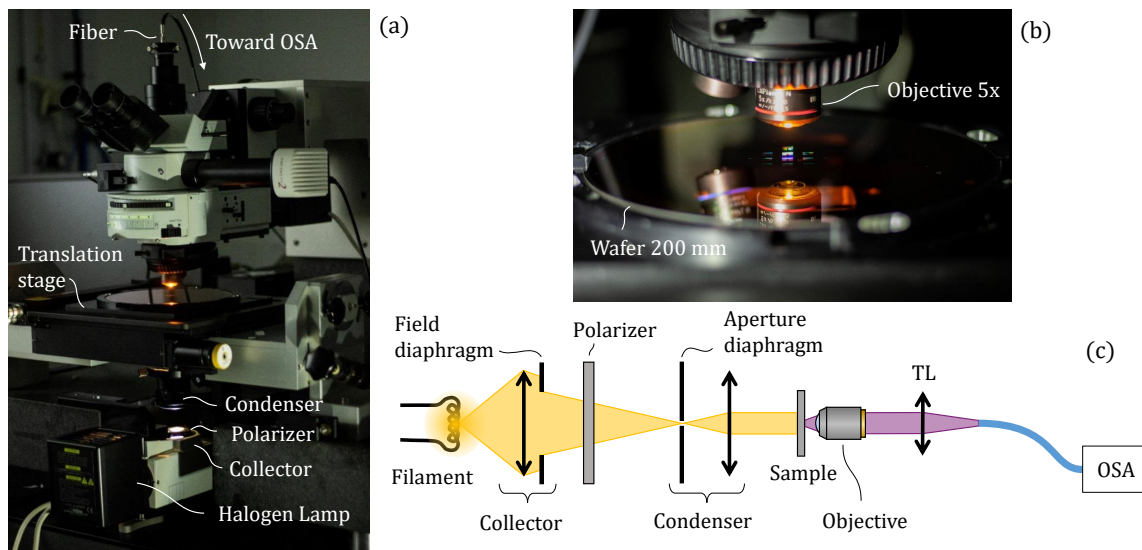 (a)
Fiber
Toward OSA
Translation
stage
Condenser
Polarizer
Collector
Halogen Lamp
(b)
Objective 5x
5x/
Wafer 200 mm
(c)
Field
diaphragm
Polarizer
Aperture
diaphragm
TL
Filament
Collector
Condenser
Sample
Objective
OSA